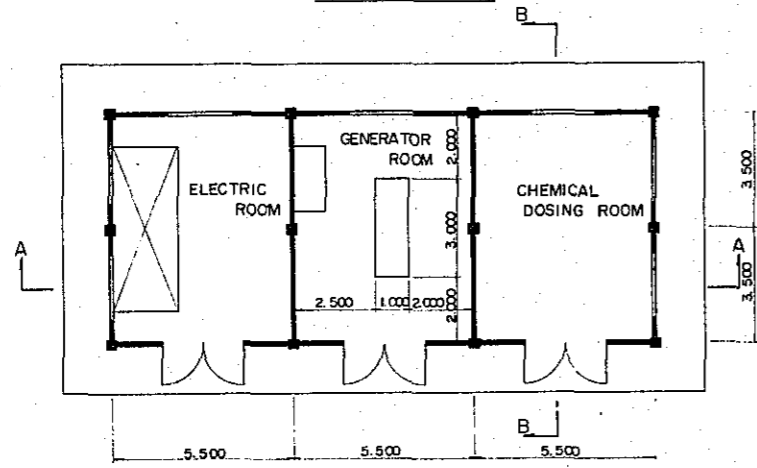 B
GENERATOR
ROOM
2.000
3.500
ELECTRIC
ROOM
CHEMICAL
DOSING ROOM
3.000
A
A
2.500
1.000
2.000
2.000
3.500
B
5.500
5.500
5.500